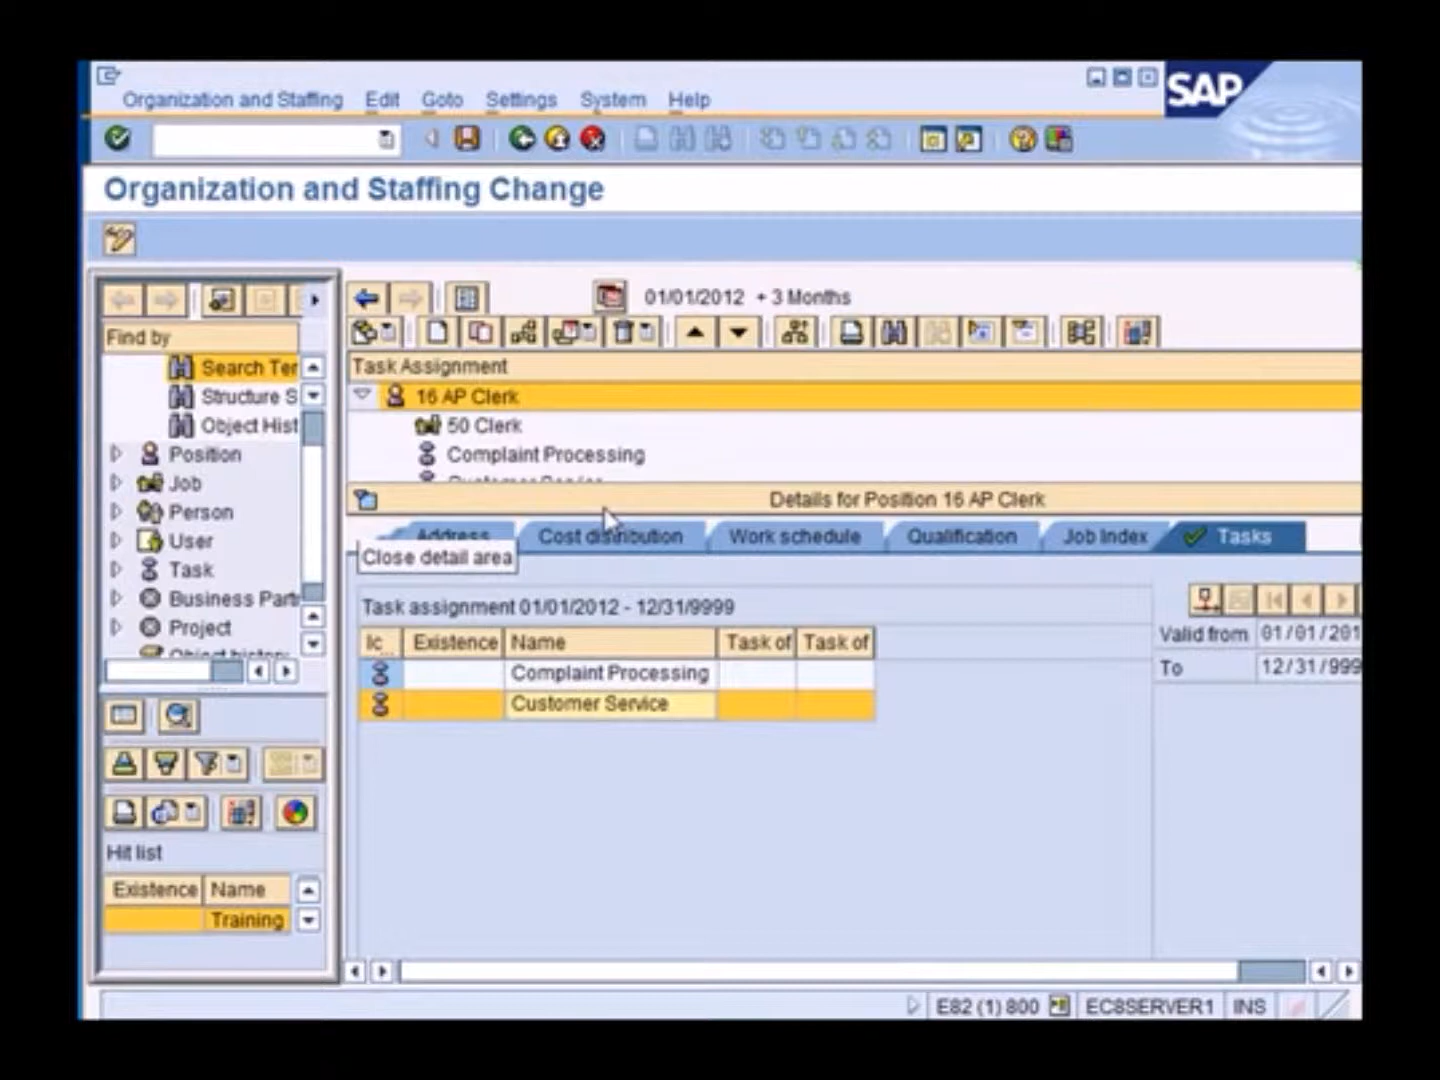 Organization and Staffing Edit Goto Settings System Help
SAP
Organization and Staffing Change
01/01/2012 + 3 Months
Find by
Search Ter
Structure S
Object Hist
Position
Job
Person
User
Task
Business Part
Project
Object history
Task Assignment
16 AP Clerk
50 Clerk
Complaint Processing
Customer Service
Details for Position 16 AP Clerk
Address Cost distribution Work schedule Qualification Job Index Tasks
Close detail area
Task assignment 01/01/2012 - 12/31/9999
Ic... Existence Name Task of Task of
Complaint Processing
Customer Service
Valid from 01/01/201
To 12/31/999
Hit list
Existence Name
Training
E82 (1) 800 EC8SERVER1 INS